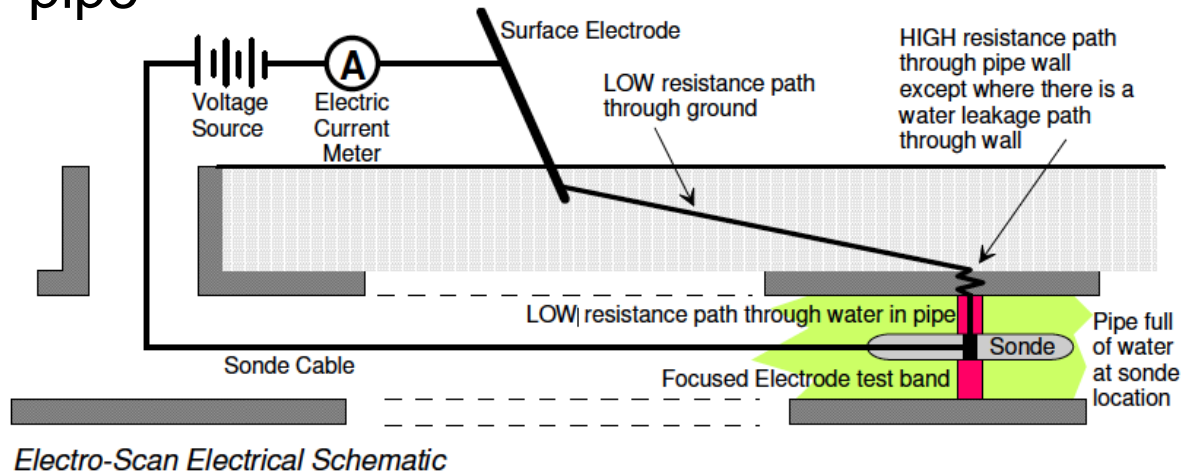 pipe
Surface Electrode
HIGH resistance path
through pipe wall
except where there is a
water leakage path
through wall
LOW resistance path
through ground
A
Voltage
Source
Electric
Current
Meter
LOW resistance path through water in pipe
Sonde
Pipe full
of water
at sonde
location
Sonde Cable
Focused Electrode test band
Electro-Scan Electrical Schematic